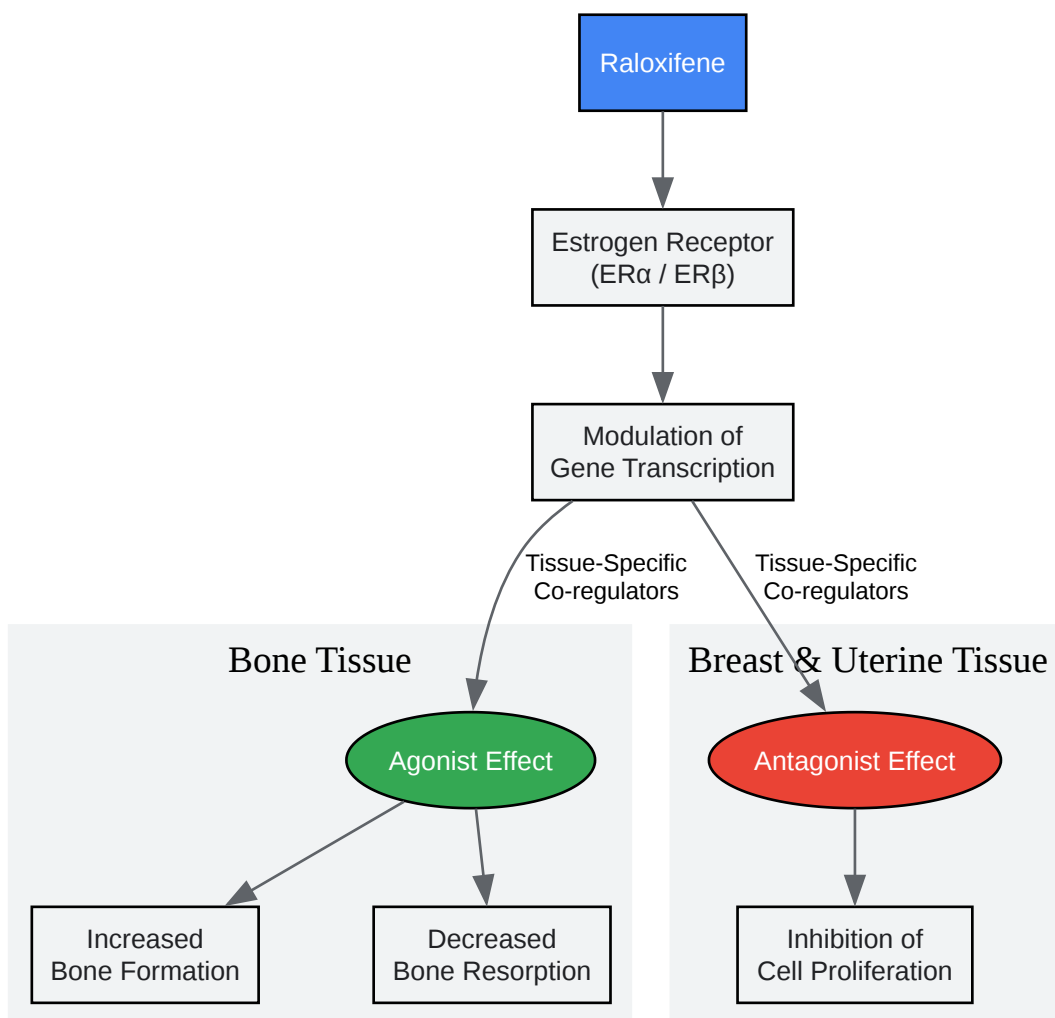 Raloxifene
Estrogen Receptor
(ERα / ERβ)
Modulation of
Gene Transcription
Tissue-Specific
Co-regulators
Tissue-Specific
Co-regulators
Bone Tissue
Breast & Uterine Tissue
Agonist Effect
Antagonist Effect
Increased
Bone Formation
Decreased
Bone Resorption
Inhibition of
Cell Proliferation